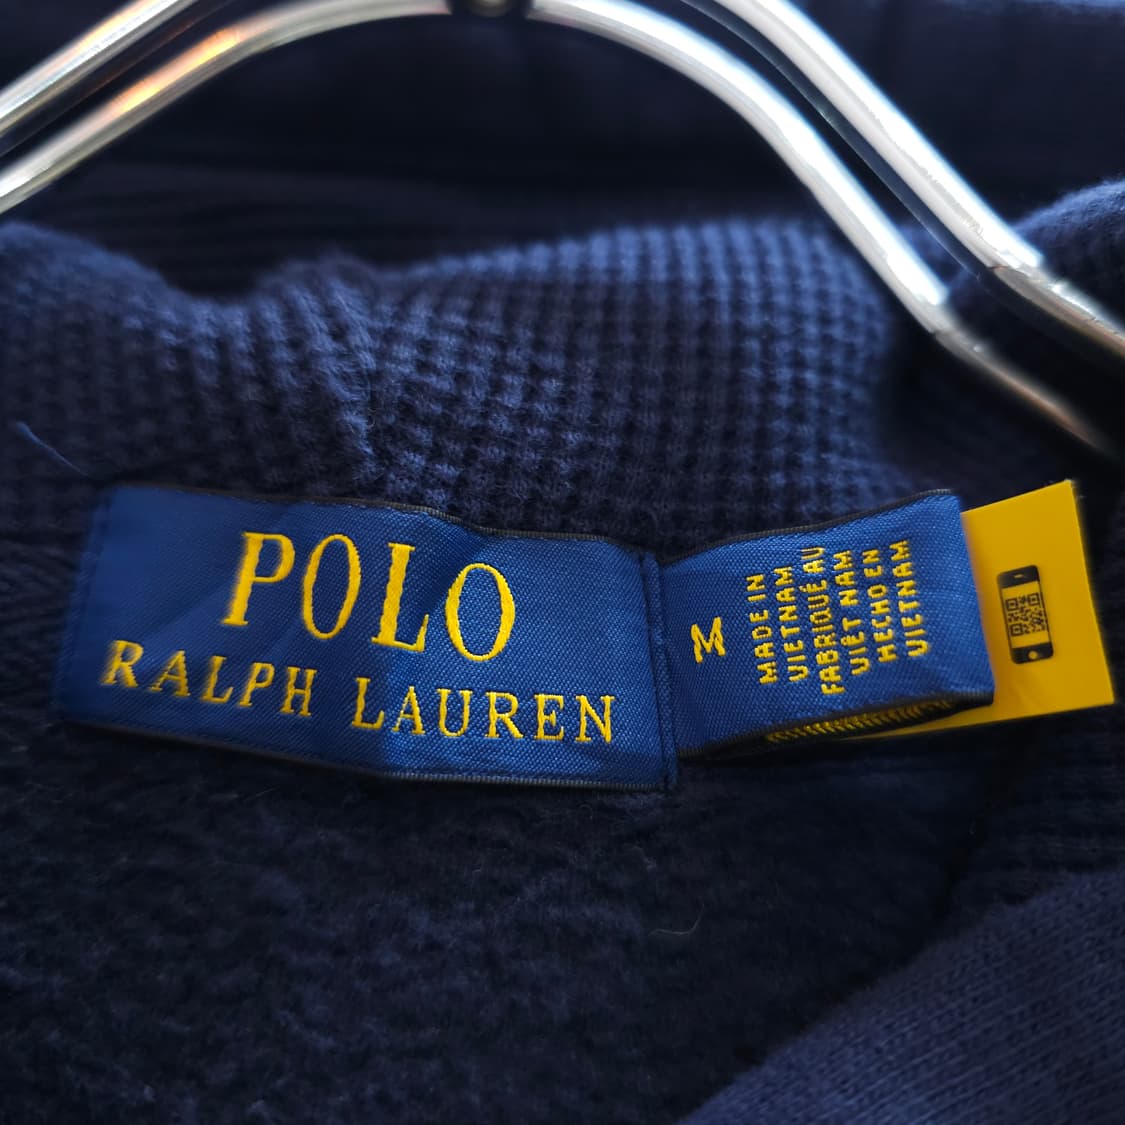 POLO
RALPH LAUREN
M
MADE IN
VIETNAM
FABRIQUÉ AU
VIÊT NAM
HECHO EN
VIETNAM